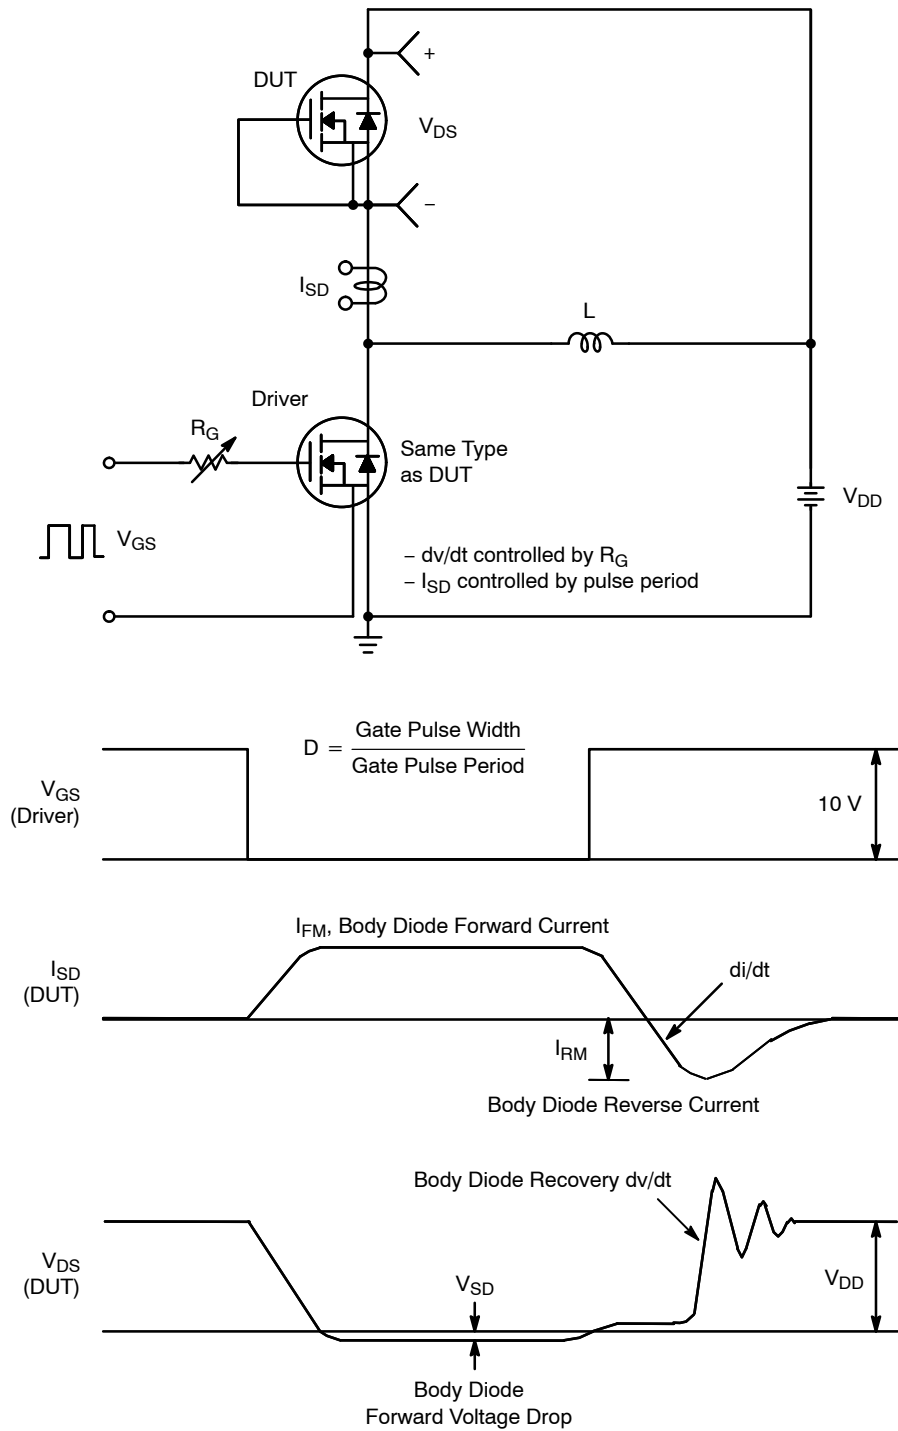 DUT
+
V_DS
−
I_SD
L
Driver
R_G
Same Type
as DUT
V_GS
V_DD
− dv/dt controlled by R_G
− I_SD controlled by pulse period
D = Gate Pulse Width
Gate Pulse Period
V_GS
(Driver)
10 V
I_FM, Body Diode Forward Current
I_SD
(DUT)
di/dt
I_RM
Body Diode Reverse Current
Body Diode Recovery dv/dt
V_DS
(DUT)
V_SD
V_DD
Body Diode
Forward Voltage Drop